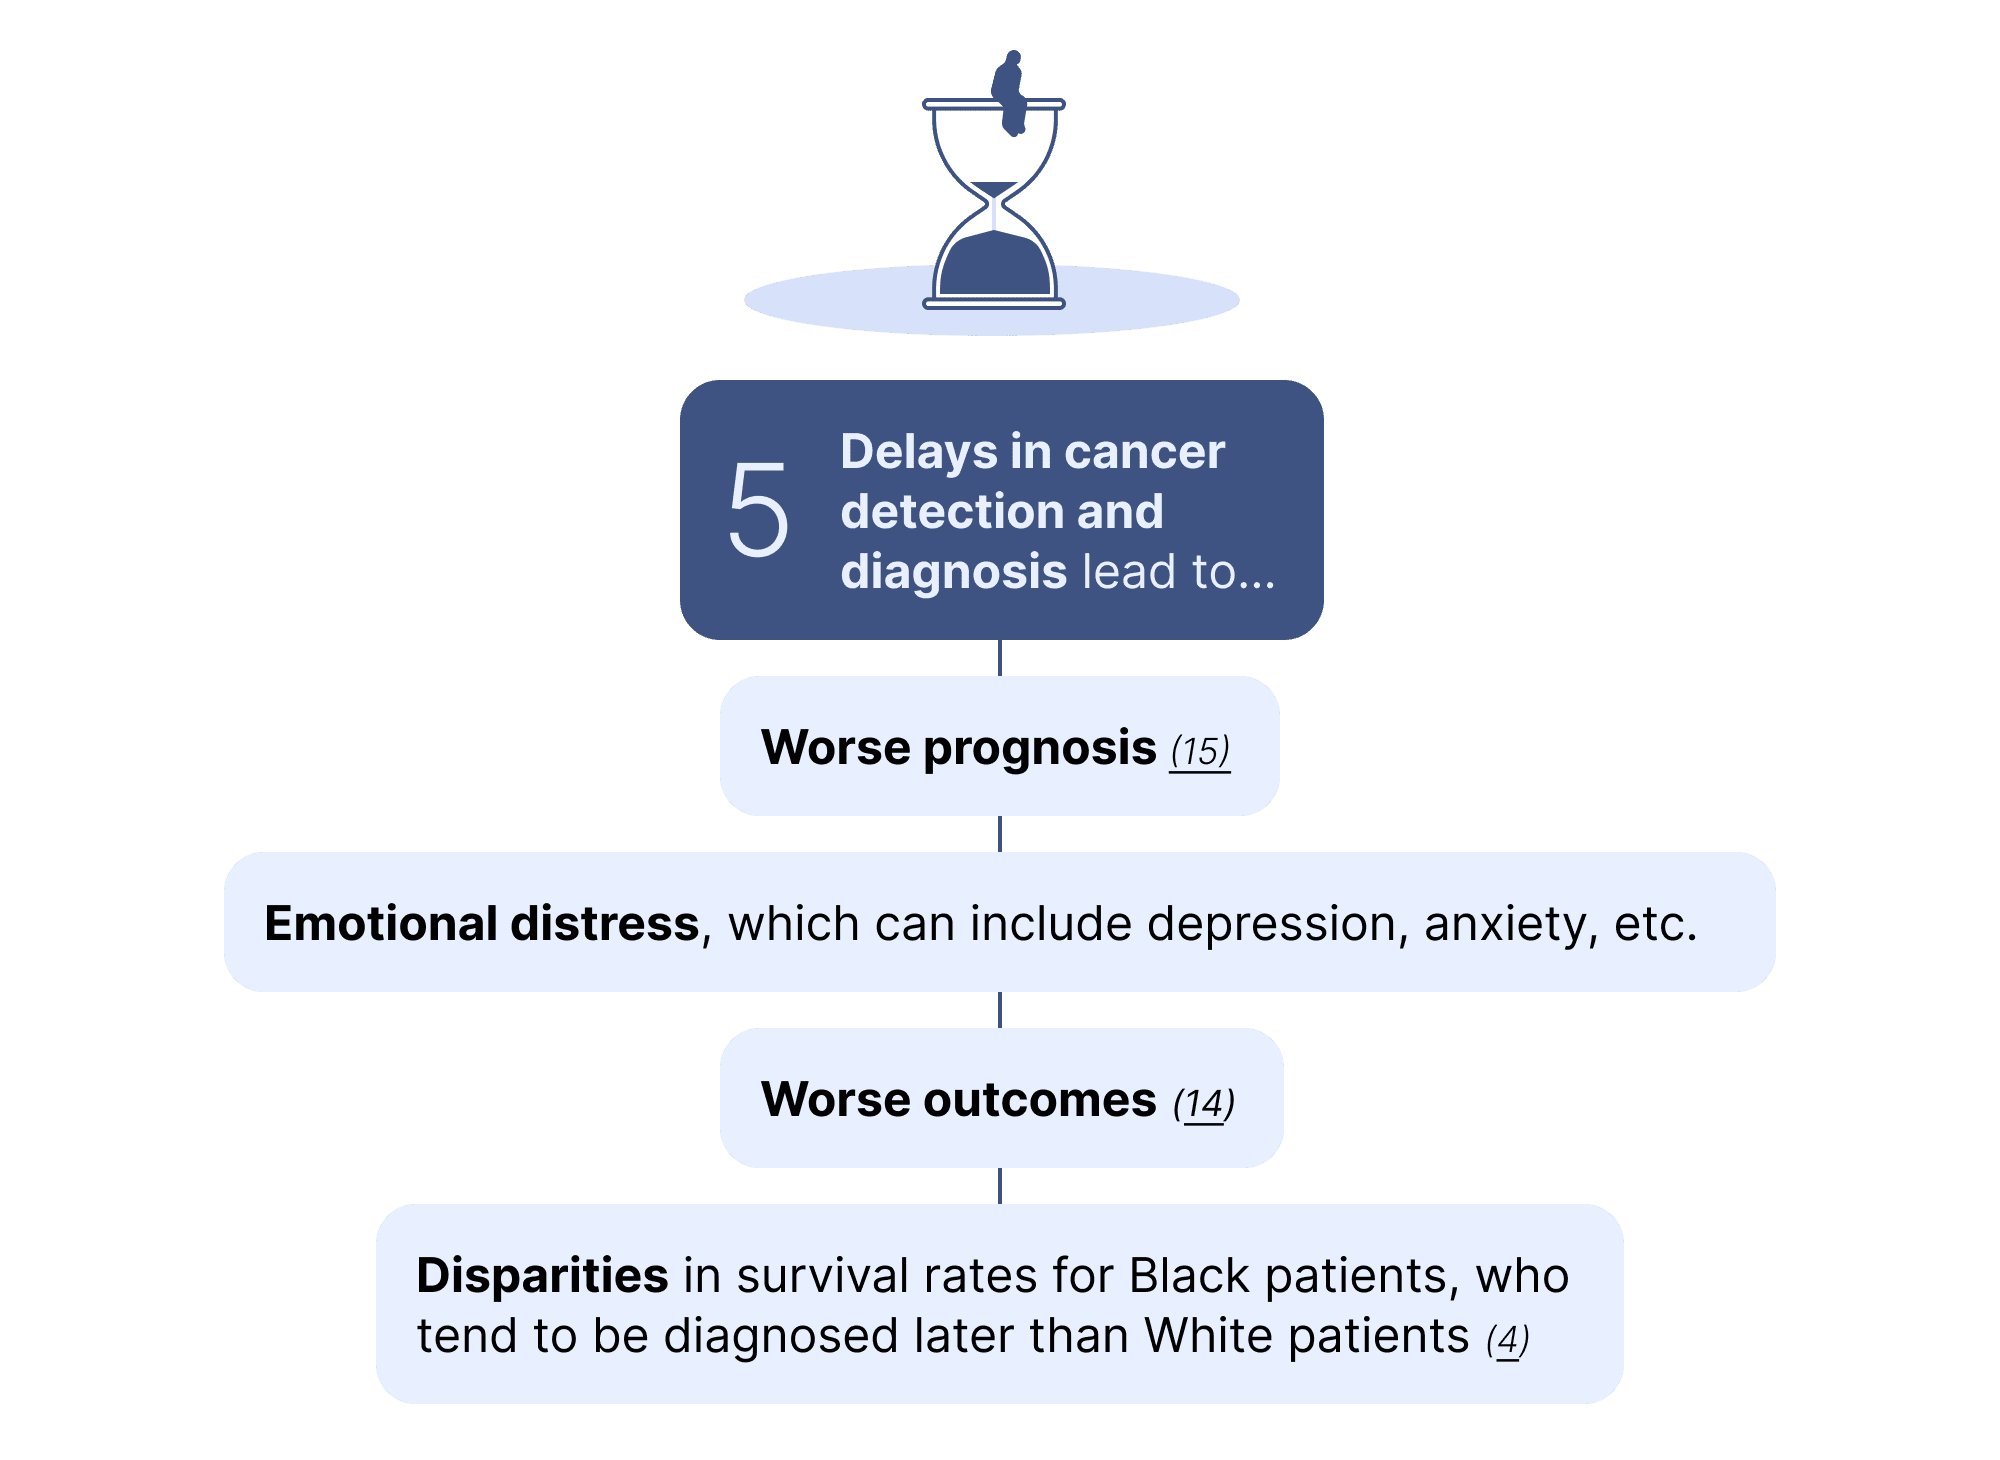 5
Delays in cancer
detection and
diagnosis lead to...
Worse prognosis (15)
Emotional distress, which can include depression, anxiety, etc.
Worse outcomes (14)
Disparities in survival rates for Black patients, who
tend to be diagnosed later than White patients (4)